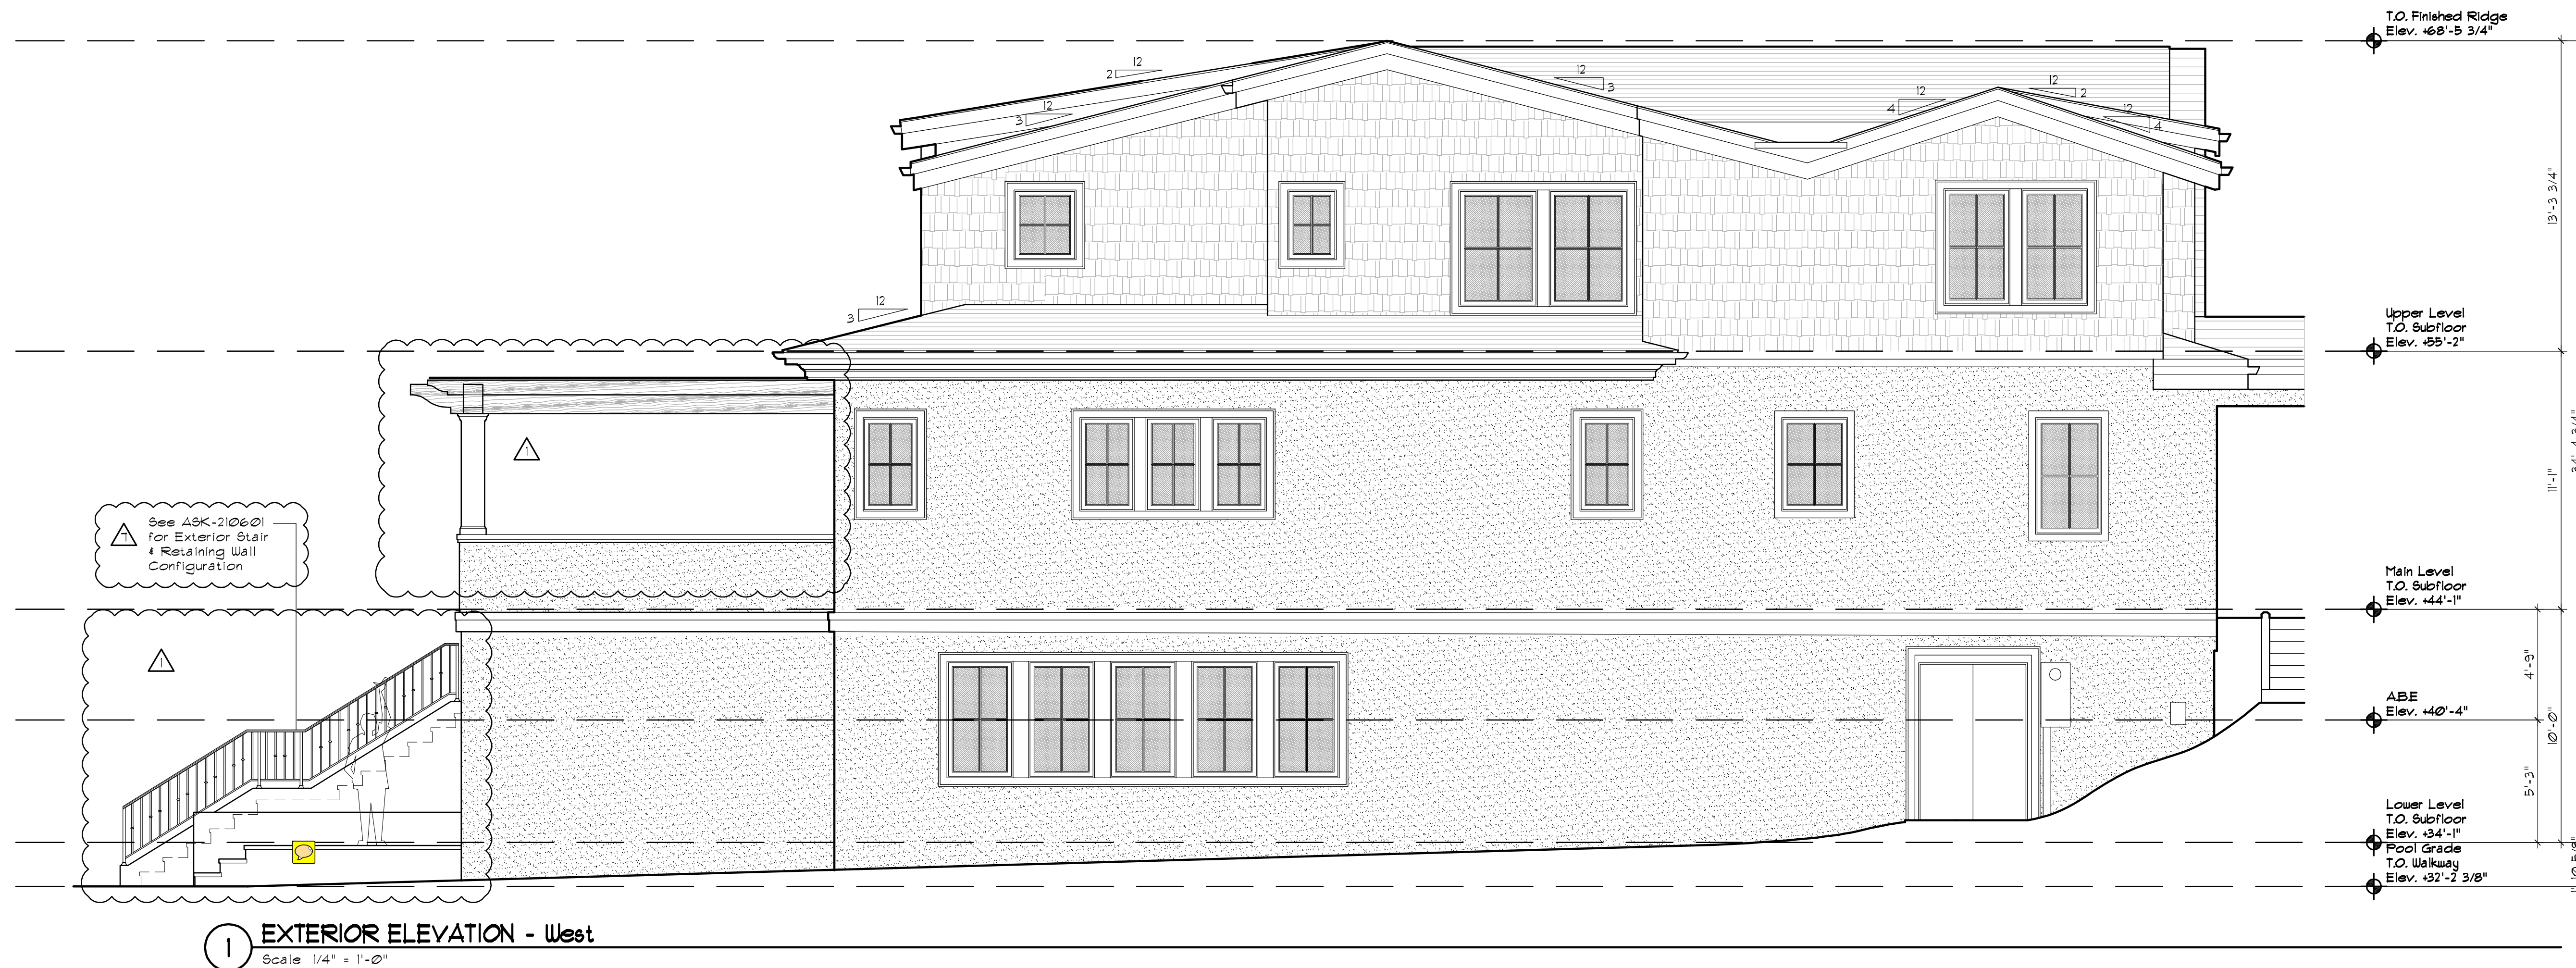 T.O. Finished Ridge
Elev. +68'-5 3/4"
12
2
12
3
12
3
12
4
12
2
12
4
12
3
13'-3 3/4"
Upper Level
T.O. Subfloor
Elev. +55'-2"
11'-1"
1
See ASK-210601
for Exterior Stair
& Retaining Wall
Configuration
Main Level
T.O. Subfloor
Elev. +44'-1"
1
4'-9"
A.B.E
Elev. +40'-4"
10'-0"
5'-3"
Lower Level
T.O. Subfloor
Elev. +34'-1"
Pool Grade
T.O. Walkway
Elev. +32'-2 3/8"
1 EXTERIOR ELEVATION - West
Scale 1/4" = 1'-0"